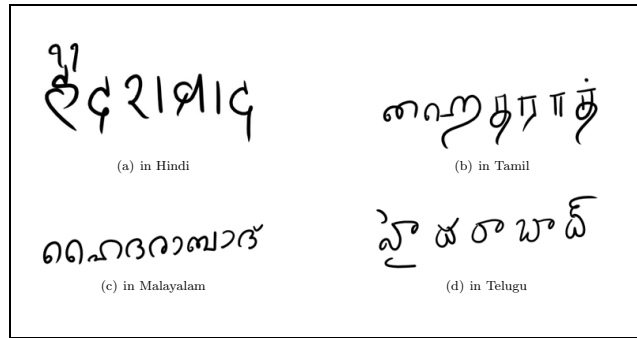 हैदराबाद
ஹைதராத்
(a) in Hindi
(b) in Tamil
ഹൈദരാബാദ്
హైదరాబాద్
(c) in Malayalam
(d) in Telugu